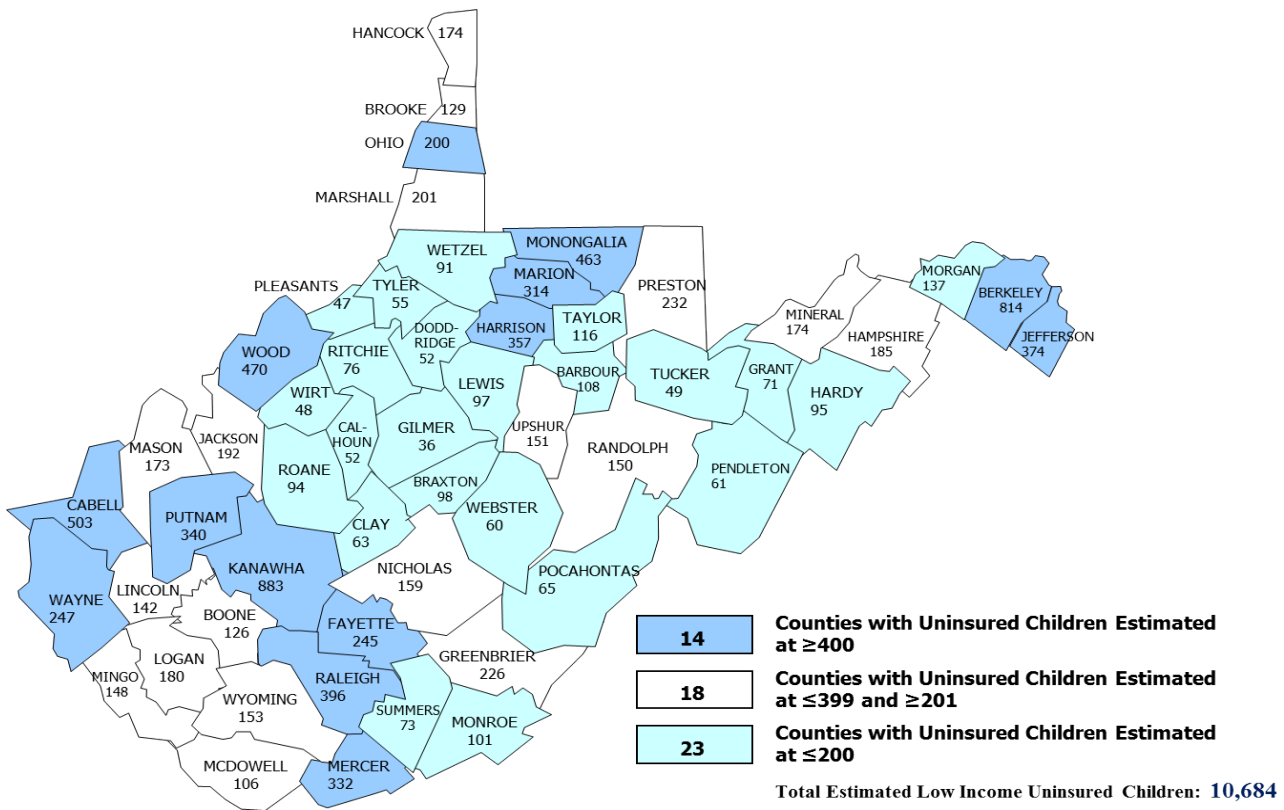 HANCOCK 174
BROOKE 129
OHIO 200
MARSHALL 201
WETZEL
91
MONONGALIA
463
MARION
314
PRESTON
232
PLEASANTS
47
TYLER
55
DODD-
RIDGE
52
HARRISON
357
TAYLOR
116
MORGAN
137
BERKELEY
814
JEFFERSON
374
MINERAL
174
HAMPSHIRE
185
WOOD
470
RITCHIE
76
WIRT
48
LEWIS
97
BARBOUR
108
TUCKER
49
GRANT
71
HARDY
95
MASON
173
JACKSON
192
CAL-
HOUN
52
GILMER
36
UPSHUR
151
RANDOLPH
150
PENDLETON
61
ROANE
94
BRAXTON
98
WEBSTER
60
CABELL
503
PUTNAM
340
CLAY
63
KANAWHA
883
NICHOLAS
159
POCAHONTAS
65
WAYNE
247
LINCOLN
142
BOONE
126
FAYETTE
245
GREENBRIER
226
MINGO
148
LOGAN
180
RALEIGH
396
WYOMING
153
SUMMERS
73
MONROE
101
MCDOWELL
106
MERCER
332
14 Counties with Uninsured Children Estimated
at ≥400
18 Counties with Uninsured Children Estimated
at ≤399 and ≥201
23 Counties with Uninsured Children Estimated
at ≤200
Total Estimated Low Income Uninsured Children: 10,684